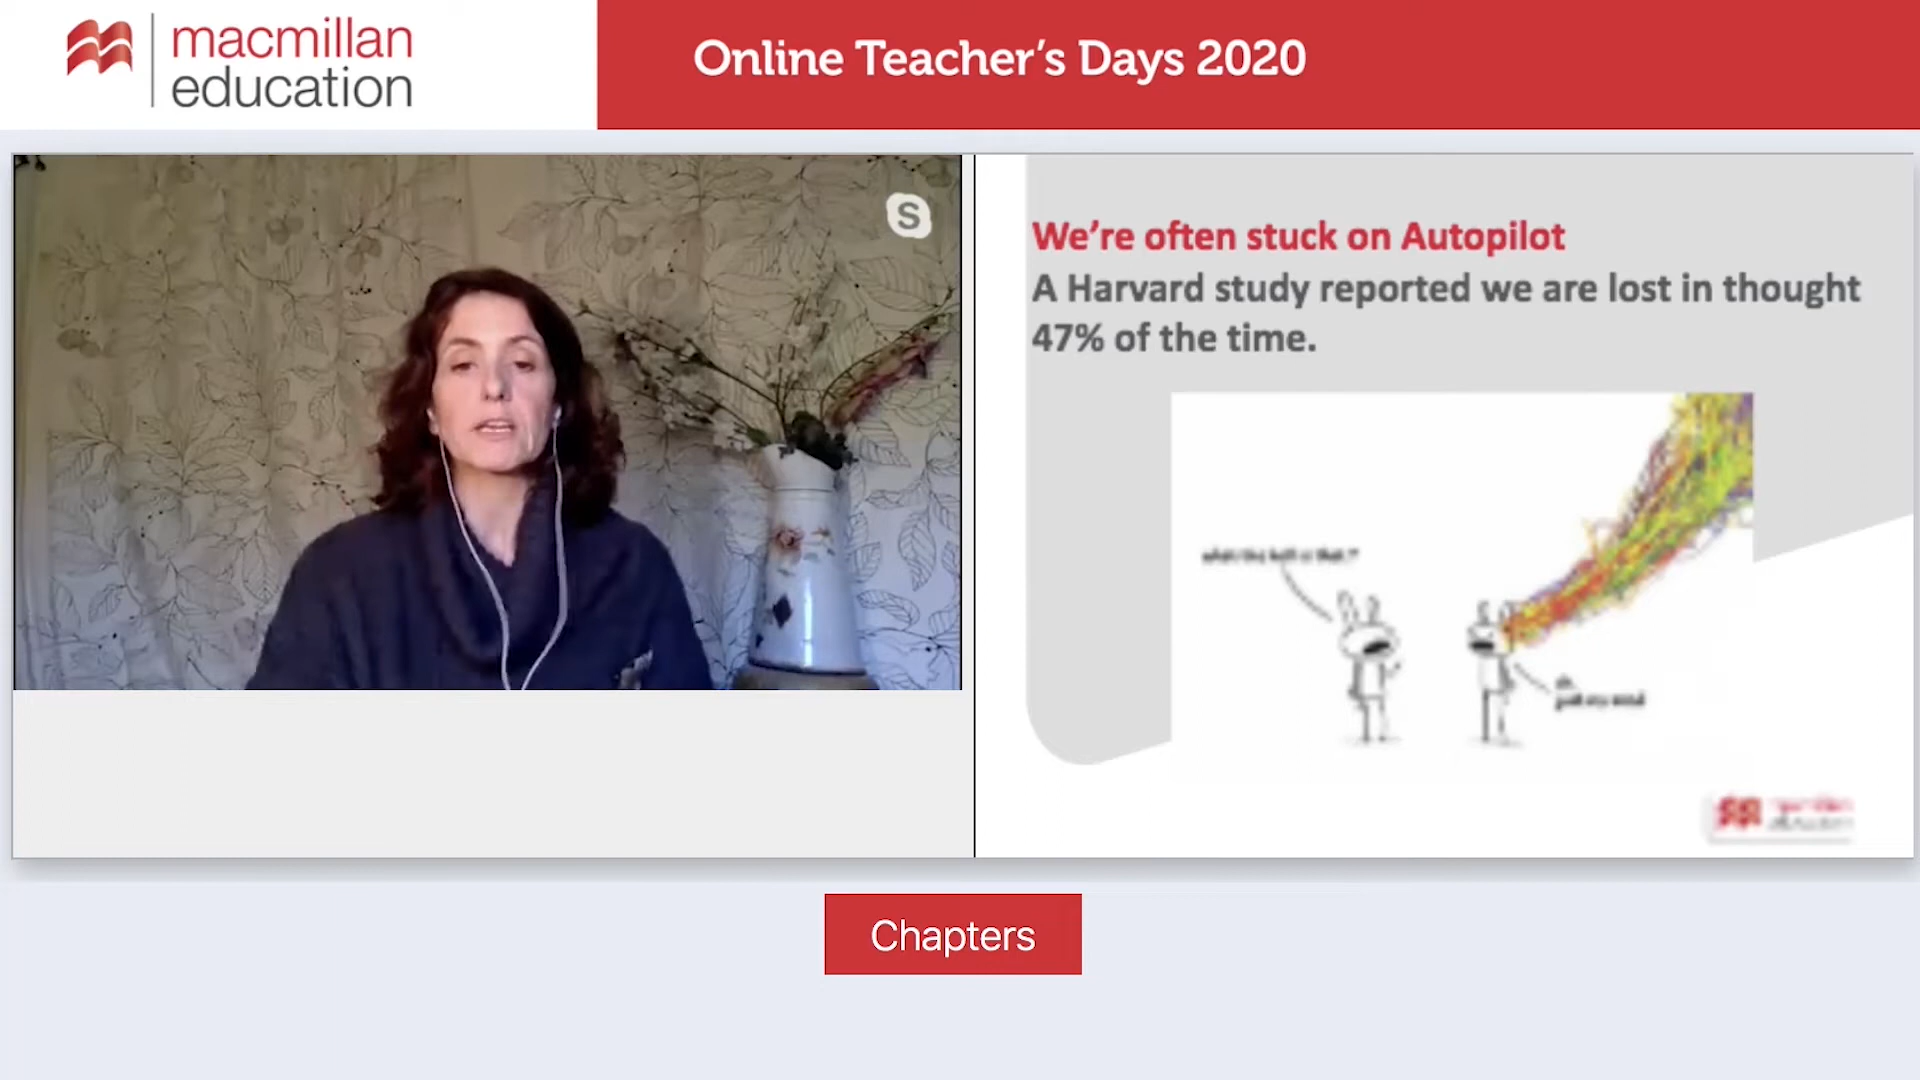 macmillan
education
Online Teacher's Days 2020
S
We're often stuck on Autopilot
A Harvard study reported we are lost in thought
47% of the time.
Chapters